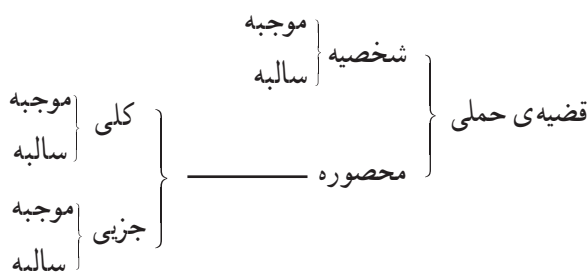 قضیه‌ی حملی
شخصیه
موجبه
سالبه
محصوره
کلی
موجبه
سالبه
جزیی
موجبه
سالبه